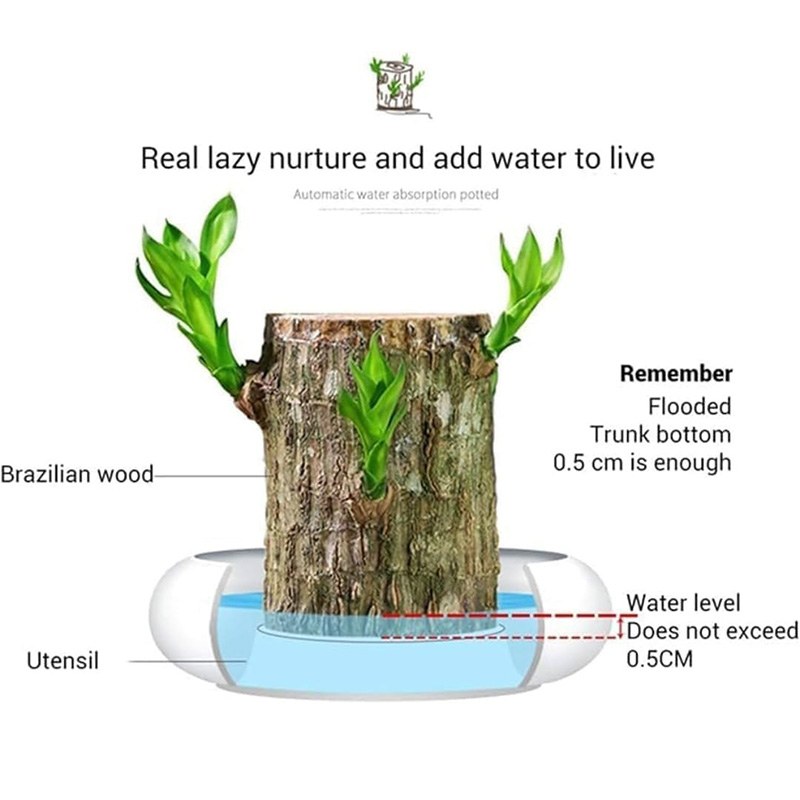 Real lazy nurture and add water to live
Automatic water absorption potted
Remember
Flooded
Trunk bottom
0.5 cm is enough
Brazilian wood
Water level
Does not exceed
0.5CM
Utensil